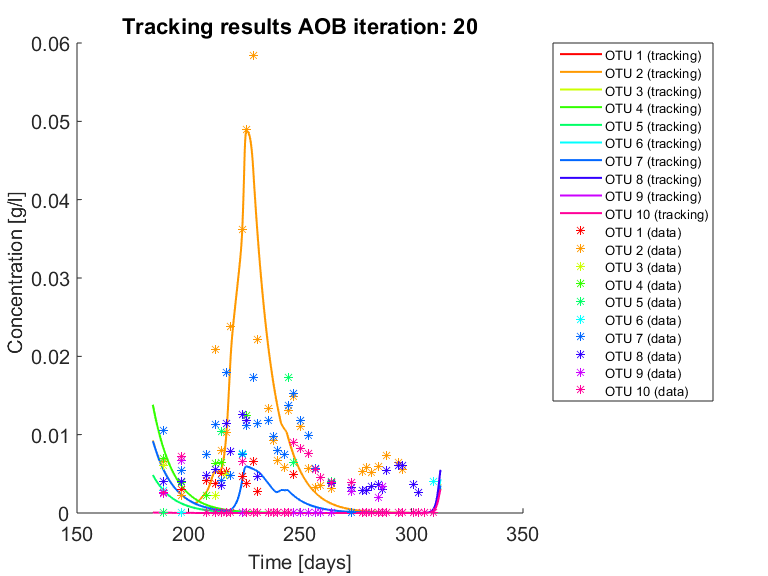 Tracking results AOB iteration: 20
0.06
0.05
0.04
0.03
0.02
0.01
0
Concentration [g/l]
150
200
250
300
350
Time [days]
OTU 1 (tracking)
OTU 2 (tracking)
OTU 3 (tracking)
OTU 4 (tracking)
OTU 5 (tracking)
OTU 6 (tracking)
OTU 7 (tracking)
OTU 8 (tracking)
OTU 9 (tracking)
OTU 10 (tracking)
OTU 1 (data)
OTU 2 (data)
OTU 3 (data)
OTU 4 (data)
OTU 5 (data)
OTU 6 (data)
OTU 7 (data)
OTU 8 (data)
OTU 9 (data)
OTU 10 (data)